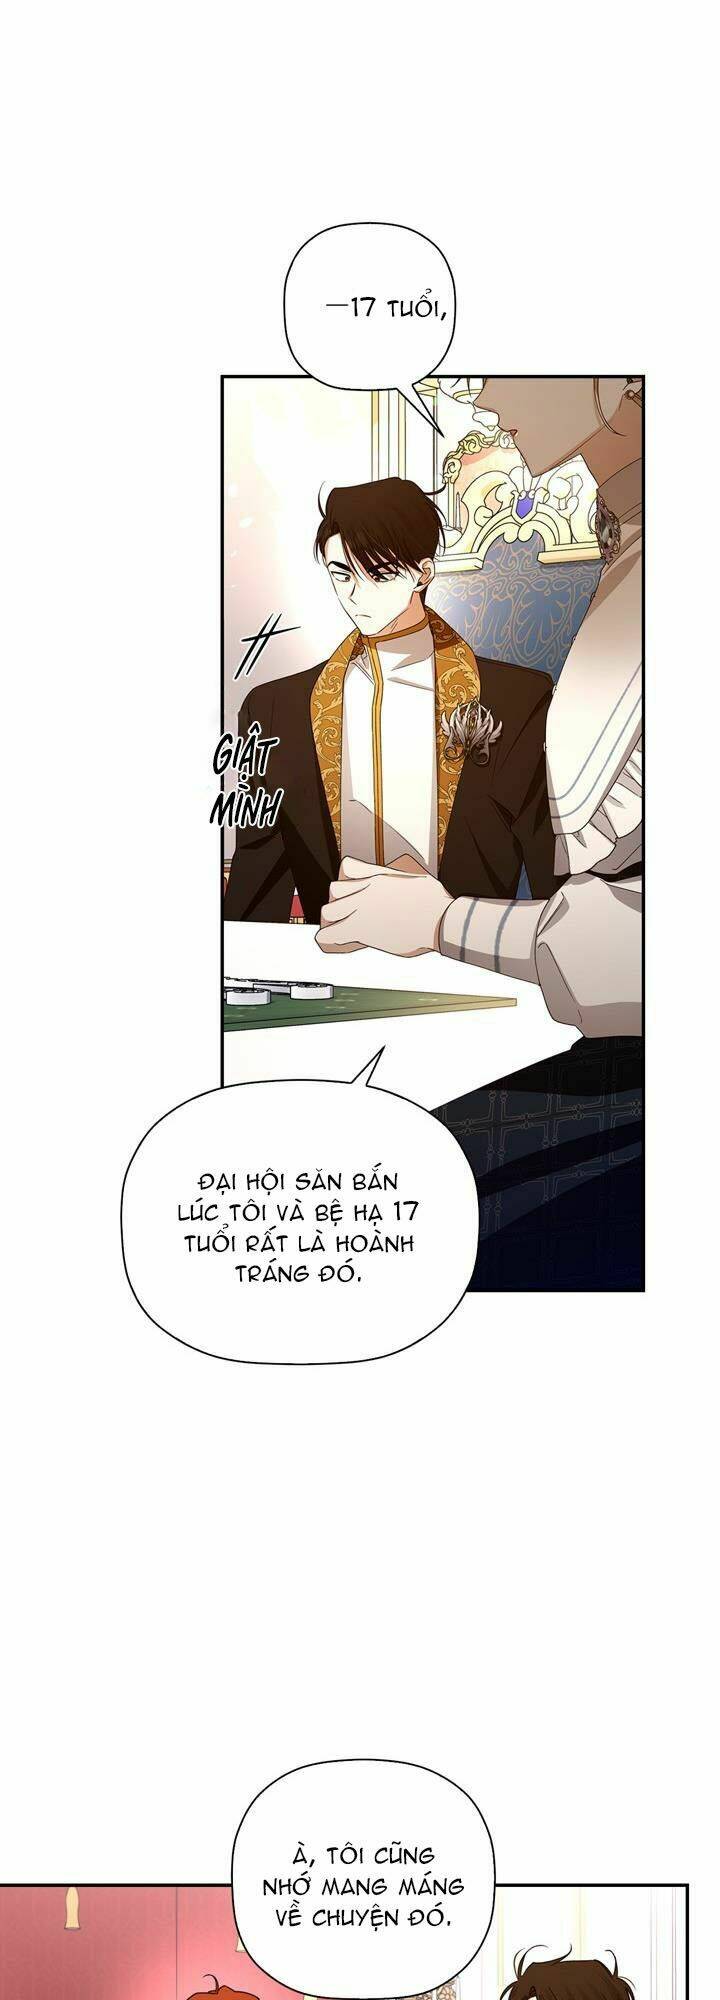 —17 TUỔI,
GIẬT
MÌNH
ĐẠI HỘI SĂN BẮN
LÚC TÔI VÀ BỆ HẠ 17
TUỔI RẤT LÀ HOÀNH
TRÁNG ĐÓ.
À, TÔI CŨNG
NHỚ MANG MÁNG
VỀ CHUYỆN ĐÓ.